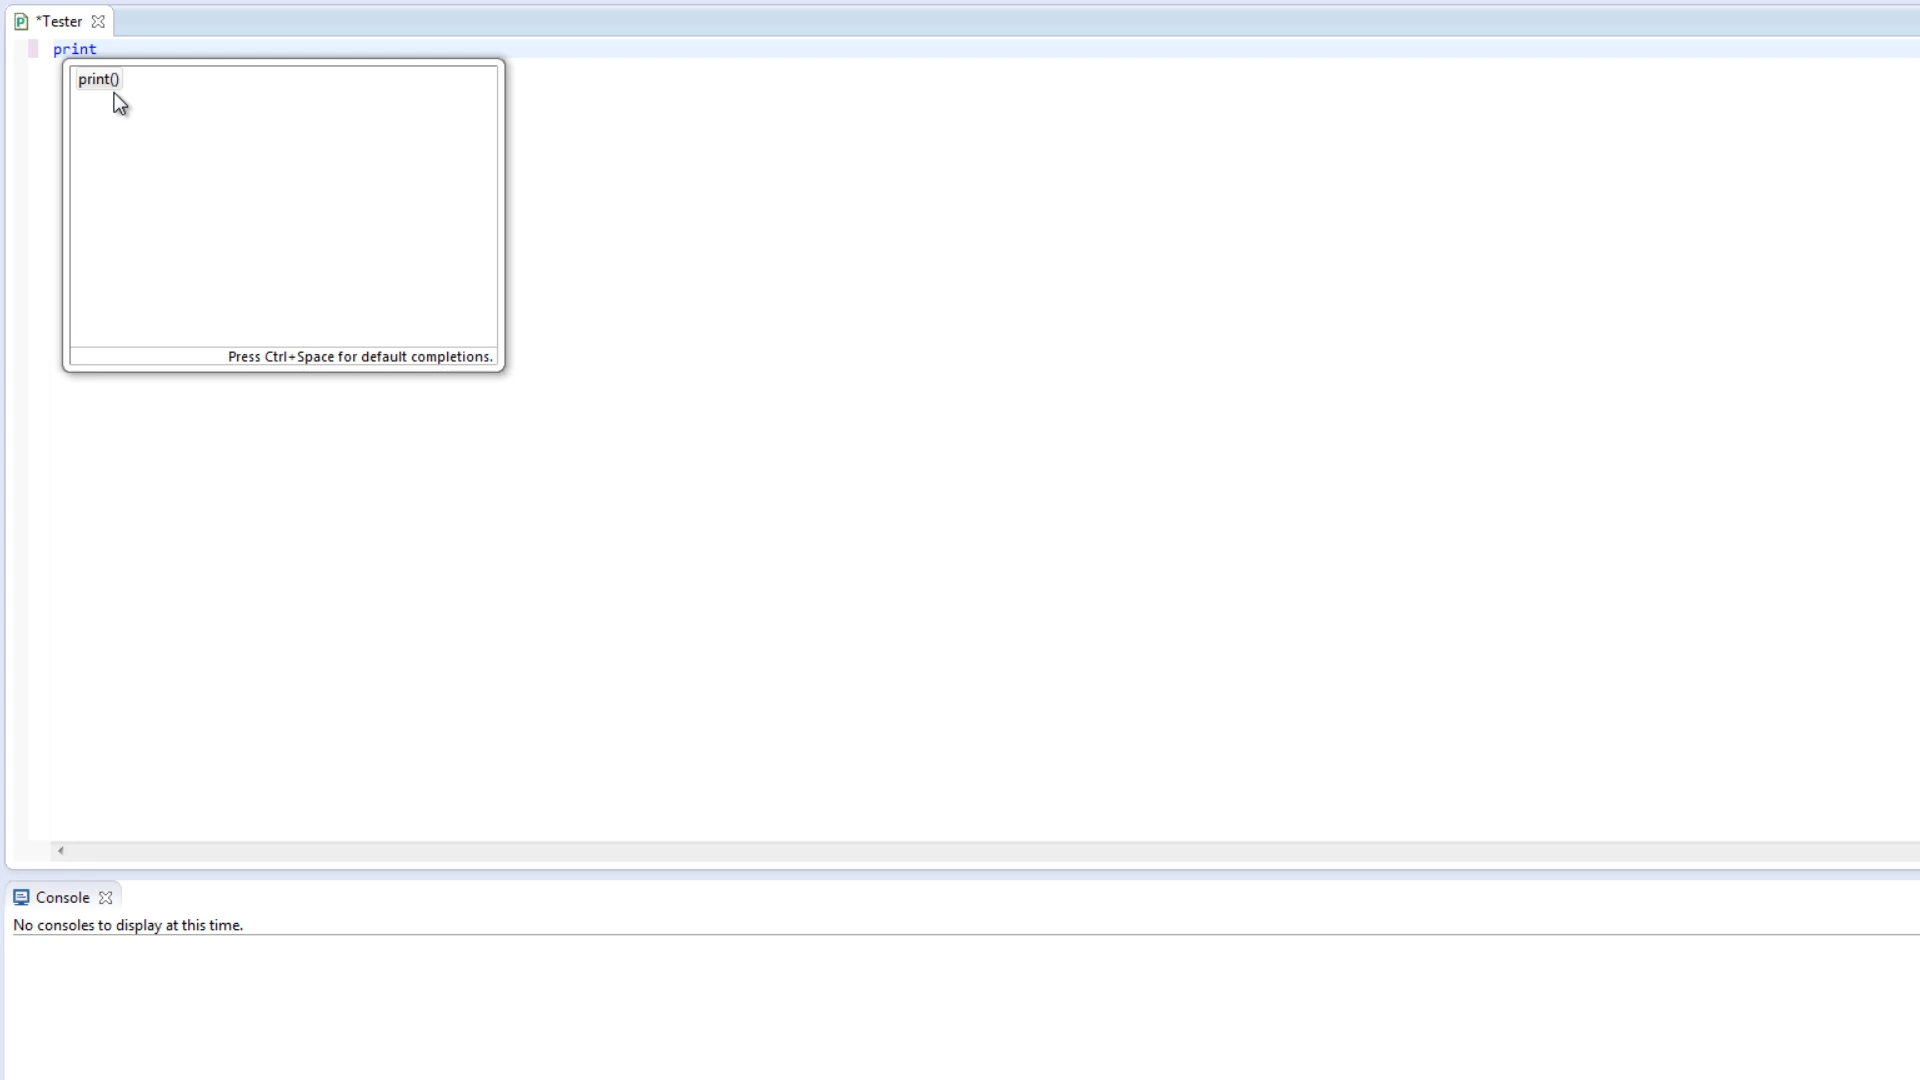 *Tester
print
print()
Press Ctrl+Space for default completions.
Console
No consoles to display at this time.